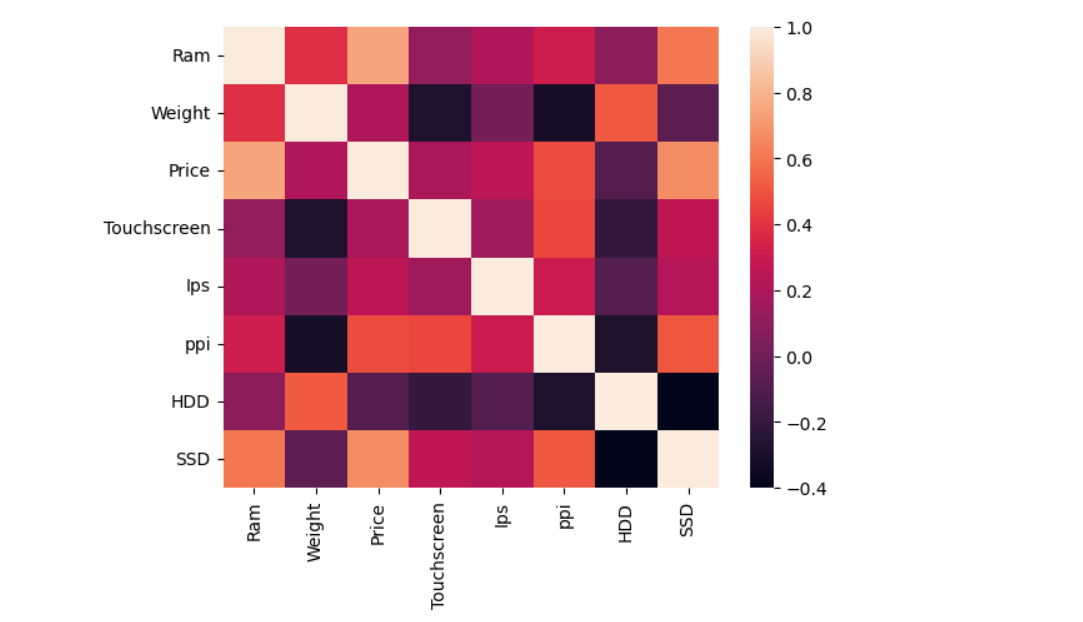 Ram
Weight
Price
Touchscreen
Ips
ppi
HDD
SSD
Ram
Weight
Price
Touchscreen
Ips
ppi
HDD
SSD
1.0
0.8
0.6
0.4
0.2
0.0
−0.2
−0.4